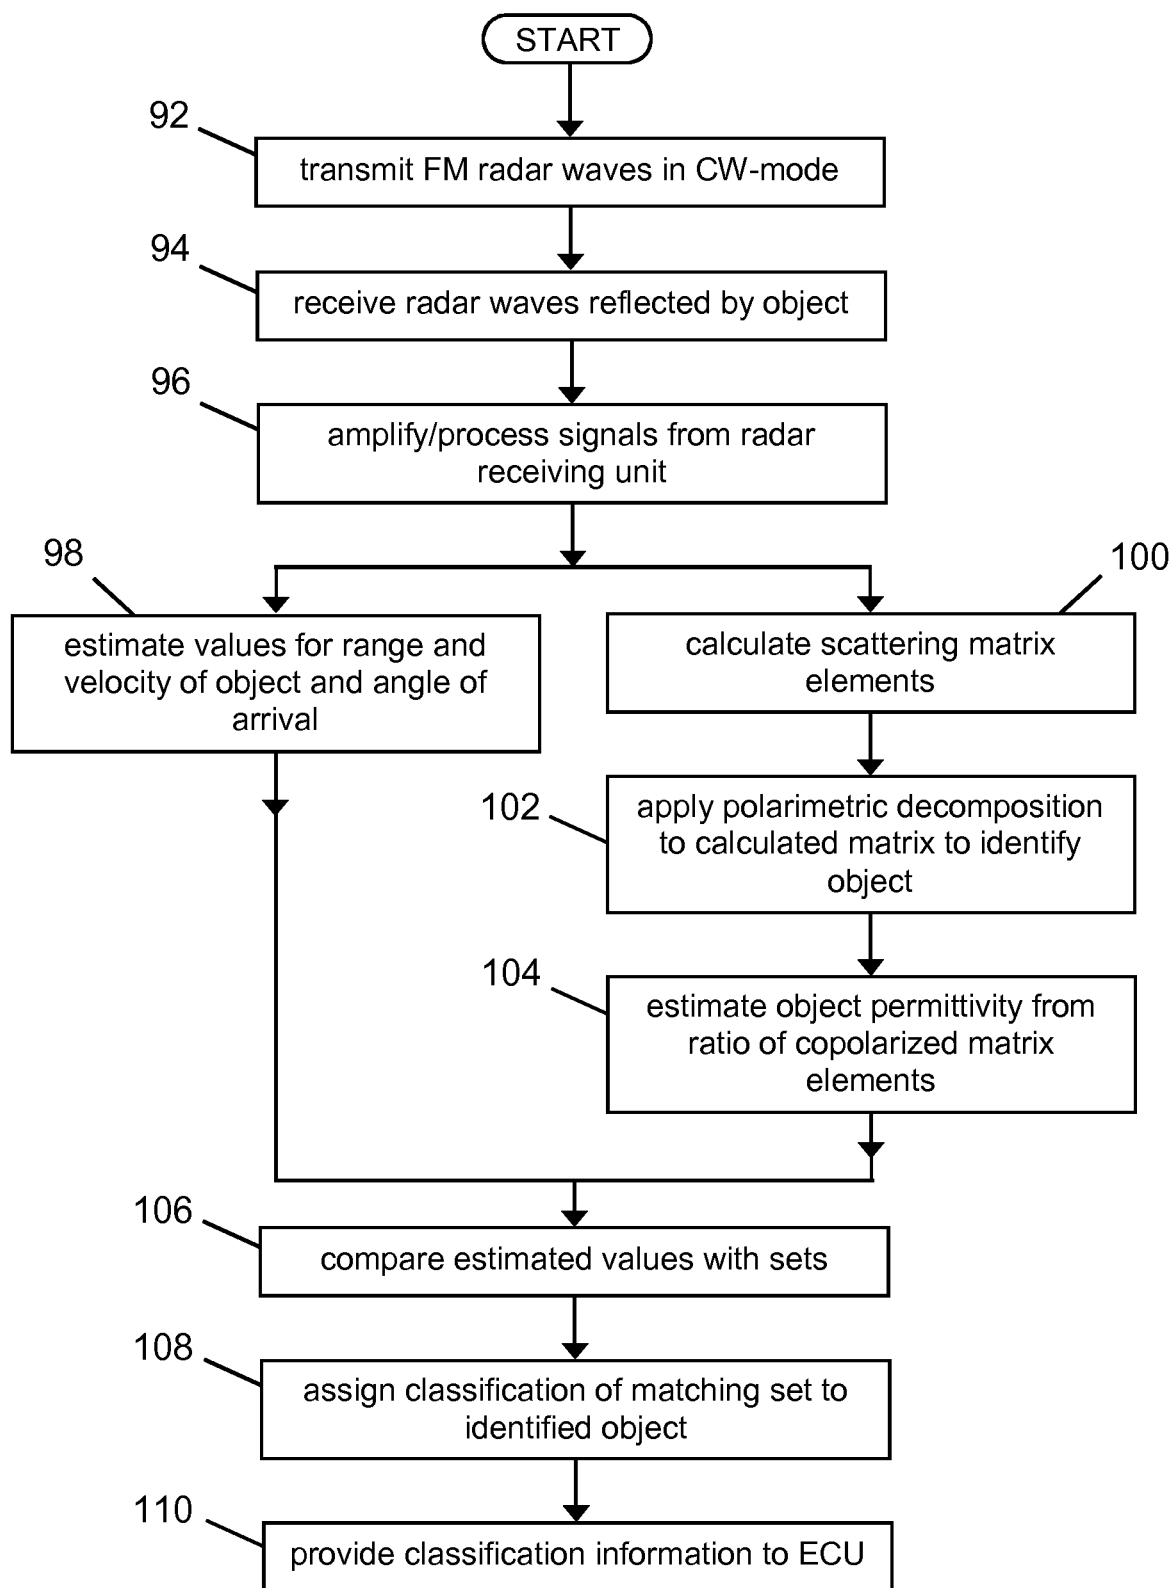 START
92
transmit FM radar waves in CW-mode
94
receive radar waves reflected by object
96
amplify/process signals from radar
receiving unit
98
estimate values for range and
velocity of object and angle of
arrival
100
calculate scattering matrix
elements
102
apply polarimetric decomposition
to calculated matrix to identify
object
104
estimate object permittivity from
ratio of copolarized matrix
elements
106
compare estimated values with sets
108
assign classification of matching set to
identified object
110
provide classification information to ECU